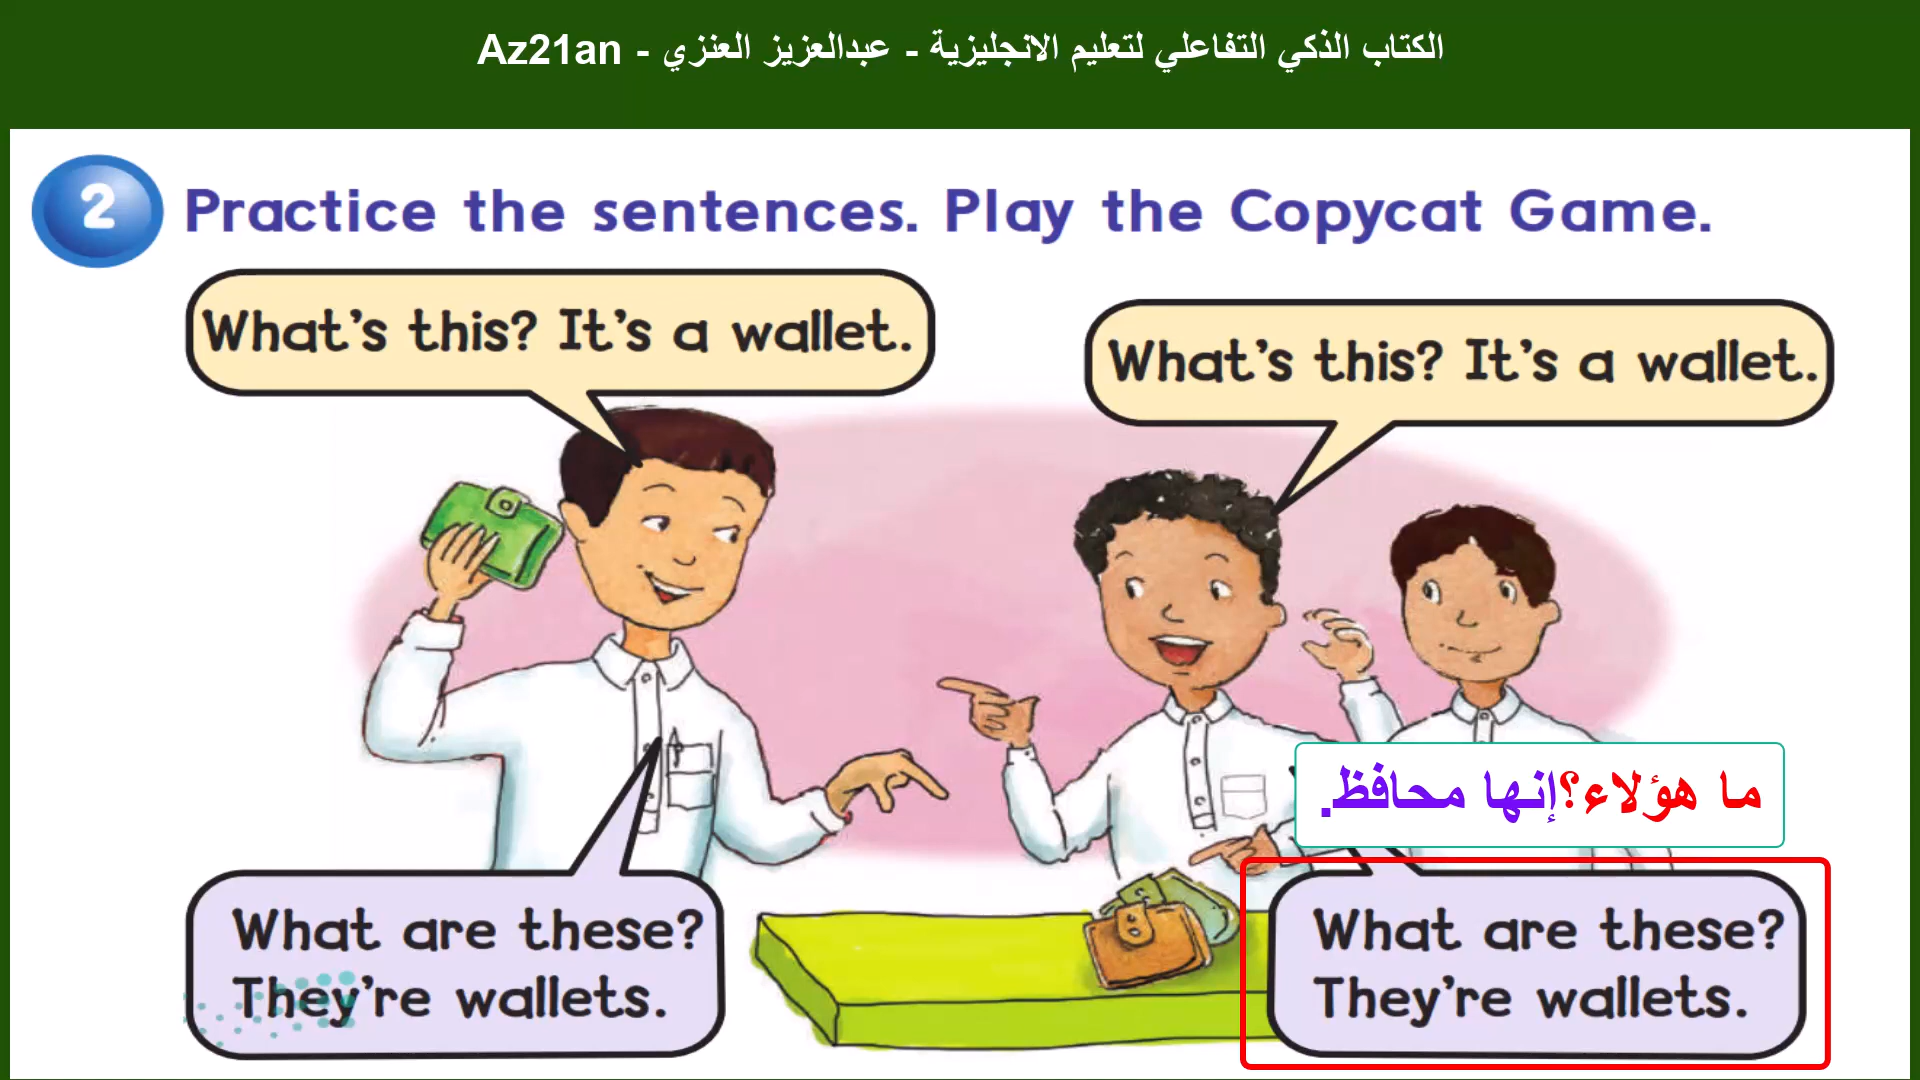 الكتاب الذكي التفاعلي لتعليم الانجليزية - عبدالعزيز العنزي - Az21an
2 Practice the sentences. Play the Copycat Game.
What's this? It's a wallet.
What's this? It's a wallet.
ما هؤلاء؟إنها محافظ.
What are these?
They're wallets.
What are these?
They're wallets.